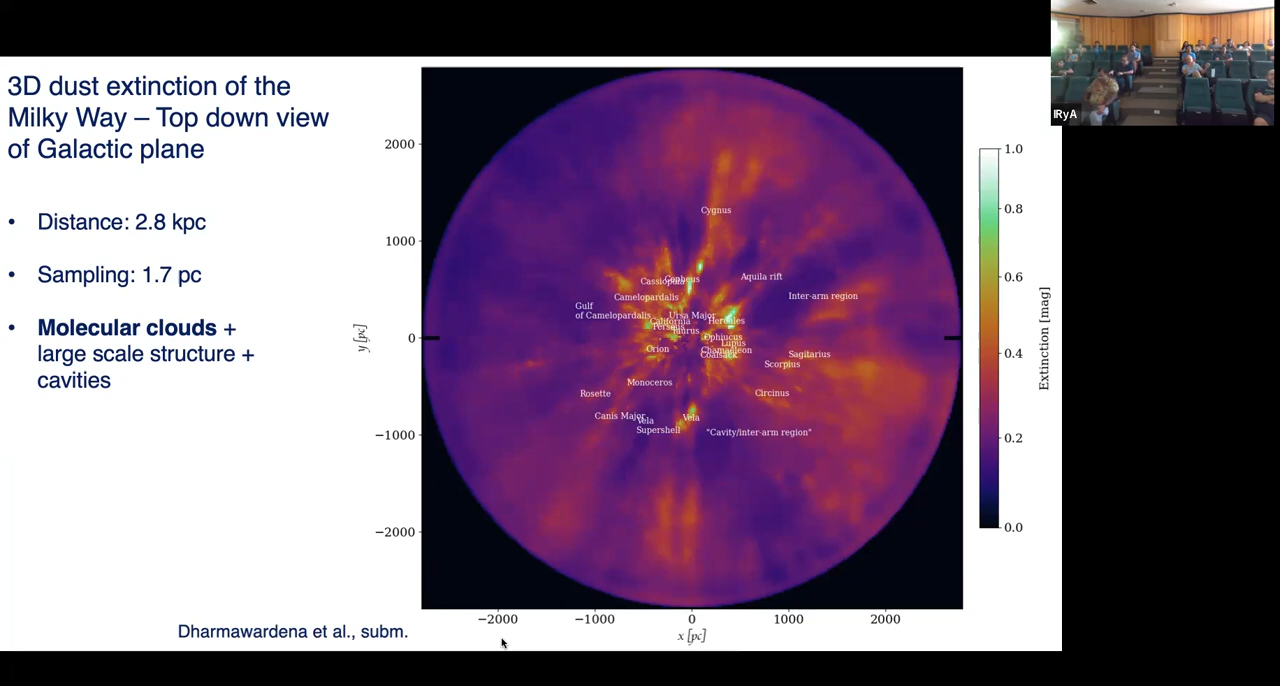 3D dust extinction of the
Milky Way – Top down view
of Galactic plane
• Distance: 2.8 kpc
• Sampling: 1.7 pc
• Molecular clouds +
large scale structure +
cavities
Dharmawardena et al., subm.
IRyA
y [pc]
2000
1000
0
−1000
−2000
−2000
−1000
0
1000
2000
x [pc]
Cygnus
Cepheus
Cassiopeia
Aquila rift
Camelopardalis
Inter-arm region
Gulf
of Camelopardalis
Ursa Major
California
Hercules
Perseus
Taurus
Ophiucus
Lupus
Orion
Chamaeleon
Coalsack
Sagitarius
Scorpius
Monoceros
Rosette
Circinus
Canis Major
Vela
Vela
Supershell
"Cavity/inter-arm region"
1.0
0.8
0.6
0.4
0.2
0.0
Extinction [mag]